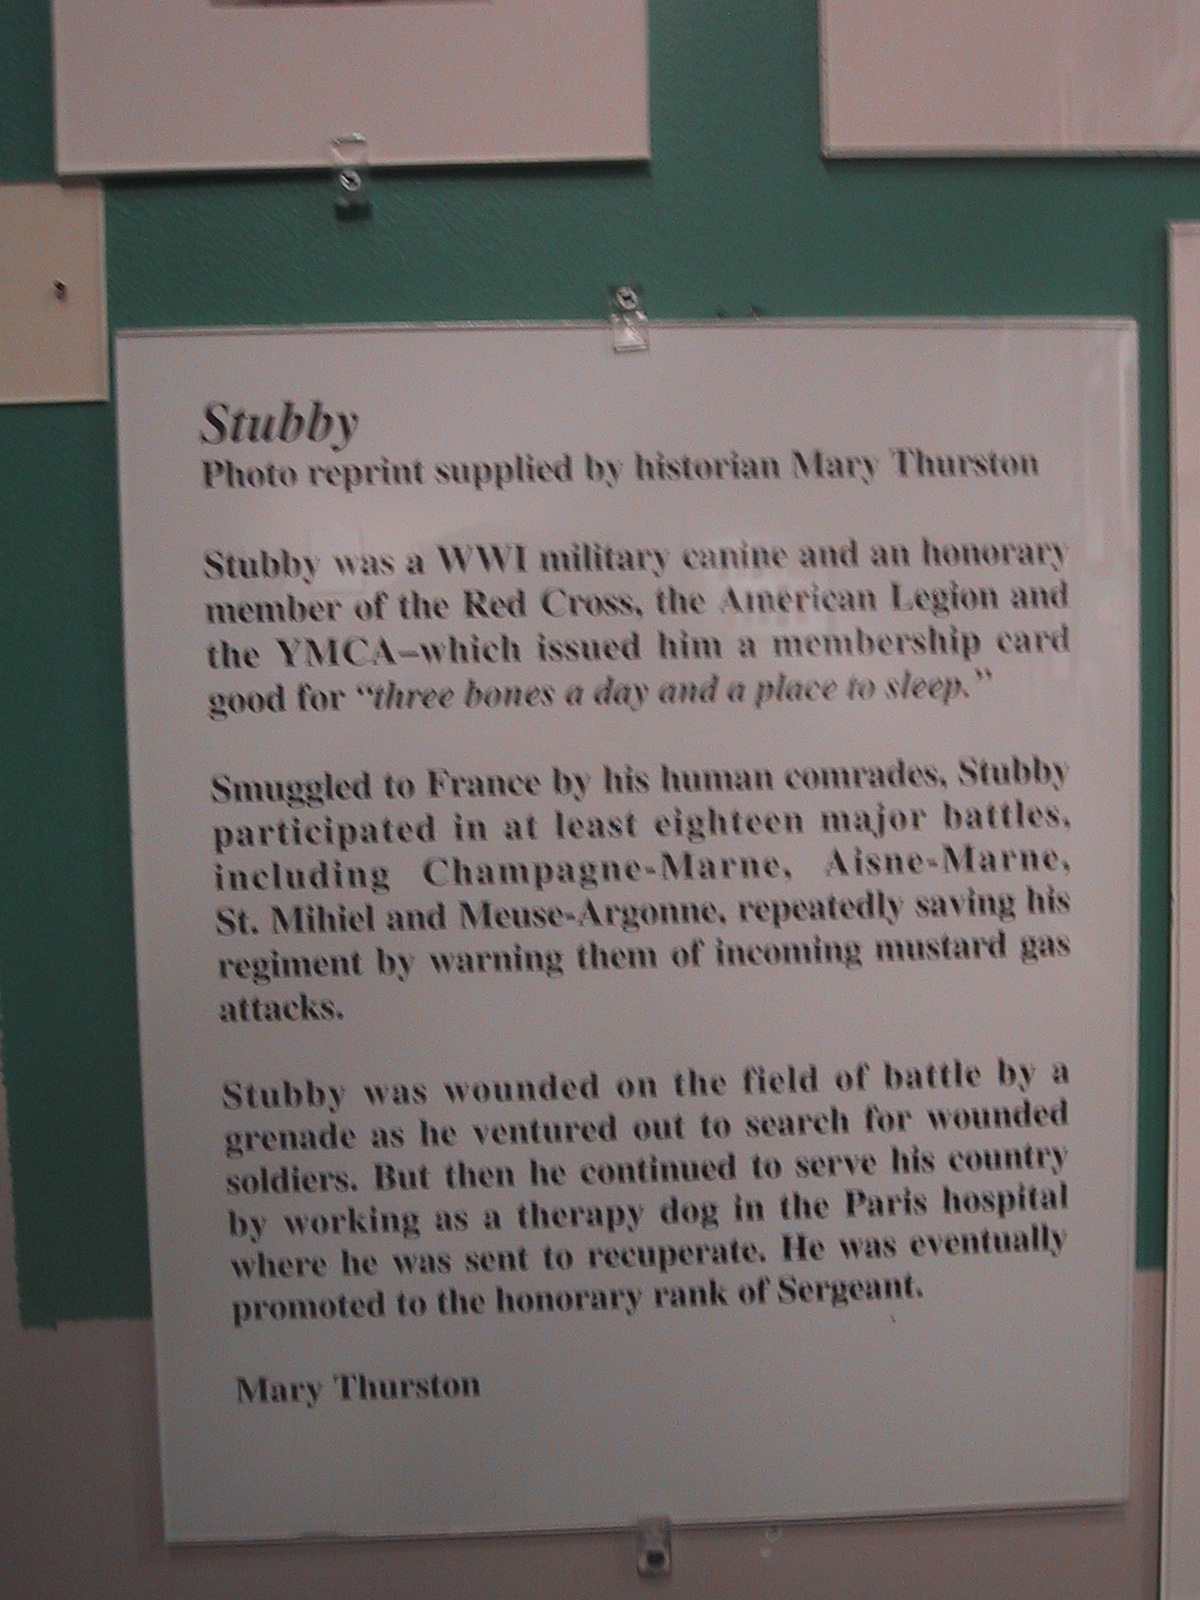 Stubby
Photo reprint supplied by historian Mary Thurston
Stubby was a WWI military canine and an honorary
member of the Red Cross, the American Legion and
the YMCA–which issued him a membership card
good for “three bones a day and a place to sleep.”
Smuggled to France by his human comrades, Stubby
participated in at least eighteen major battles,
including Champagne-Marne, Aisne-Marne,
St. Mihiel and Meuse-Argonne, repeatedly saving his
regiment by warning them of incoming mustard gas
attacks.
Stubby was wounded on the field of battle by a
grenade as he ventured out to search for wounded
soldiers. But then he continued to serve his country
by working as a therapy dog in the Paris hospital
where he was sent to recuperate. He was eventually
promoted to the honorary rank of Sergeant.
Mary Thurston